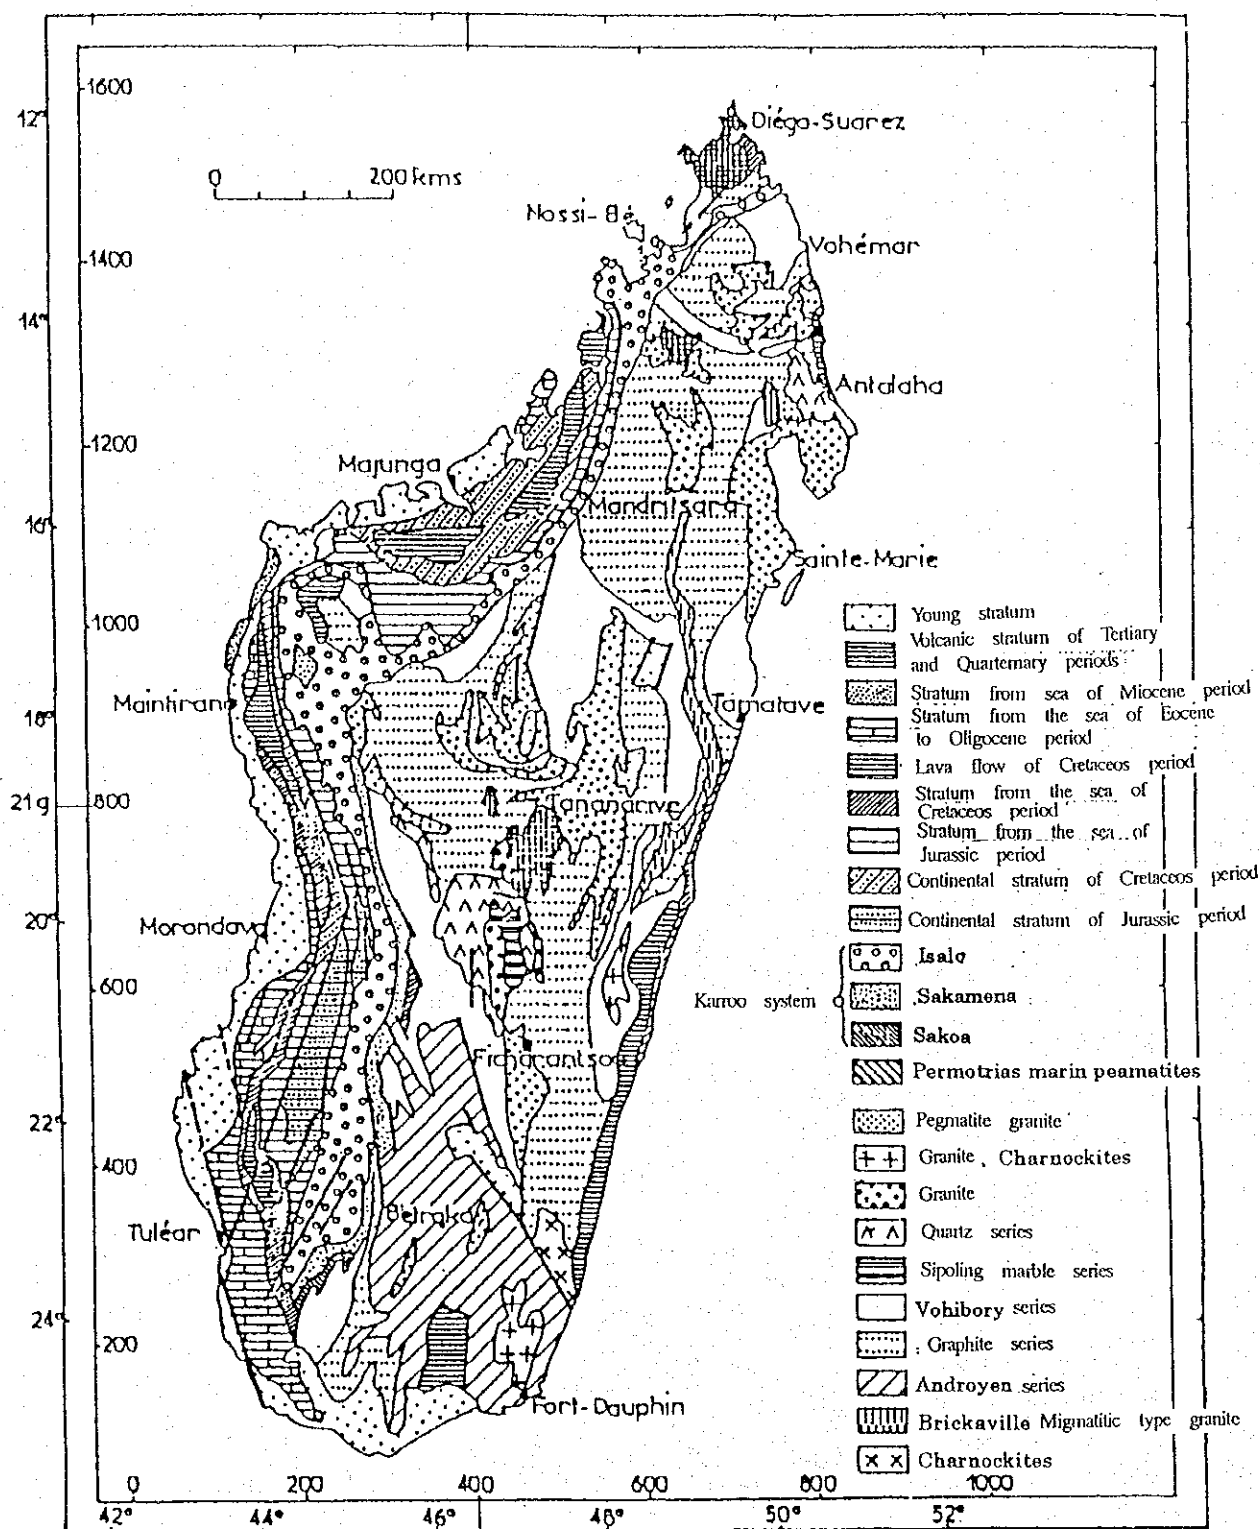 1600
12°
Diégo-Suarez
0 200 kms
Nossi-Bé
Vohémar
1400
14°
Antalaha
1200
Majunga
Mandritsara
16°
Sainte-Marie
1000
Maintirano
18°
Tamatave
21g
800
Tananarive
Morondava
20°
600
Fianarantsoa
22°
400
Tuléar
24°
200
Fort-Dauphin
0 200 400 600 800 1000
42° 44° 46° 48° 50° 52°
Young stratum
Volcanic stratum of Tertiary
and Quarternary periods
Stratum from sea of Miocene period
Stratum from the sea of Eocene
to Oligocene period
Lava flow of Cretaceos period
Stratum from the sea of
Cretaceos period
Stratum from the sea of
Jurassic period
Continental stratum of Cretaceos period
Continental stratum of Jurassic period
Karroo system
Isalo
Sakamena
Sakoa
Permotrias marin peamatites
Pegmatite granite
Granite, Charnockites
Granite
Quartz series
Sipoling marble series
Vohibory series
Graphite series
Androyen series
Brickaville Migmatitic type granite
Charnockites